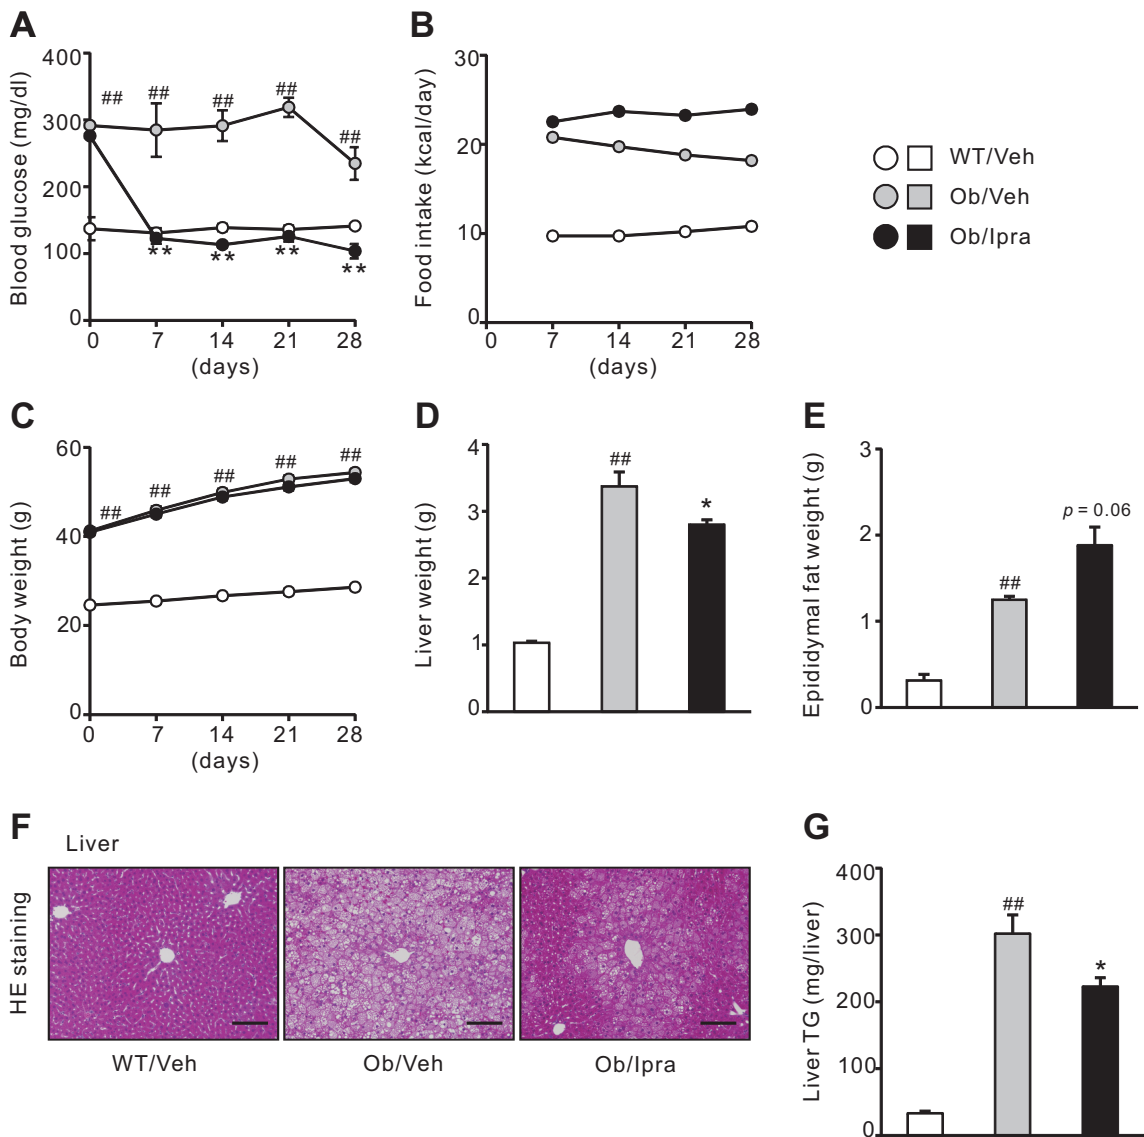 A
Blood glucose (mg/dl)
400
300
200
100
0
## ## ## ## ##
** ** ** **
0 7 14 21 28
(days)
B
Food intake (kcal/day)
30
20
10
0
0 7 14 21 28
(days)
WT/Veh
Ob/Veh
Ob/Ipra
C
Body weight (g)
60
40
20
0
## ## ## ## ##
0 7 14 21 28
(days)
D
Liver weight (g)
4
3
2
1
0
##
*
E
Epididymal fat weight (g)
3
2
1
0
##
p = 0.06
F
Liver
HE staining
WT/Veh
Ob/Veh
Ob/Ipra
G
Liver TG (mg/liver)
400
300
200
100
0
##
*